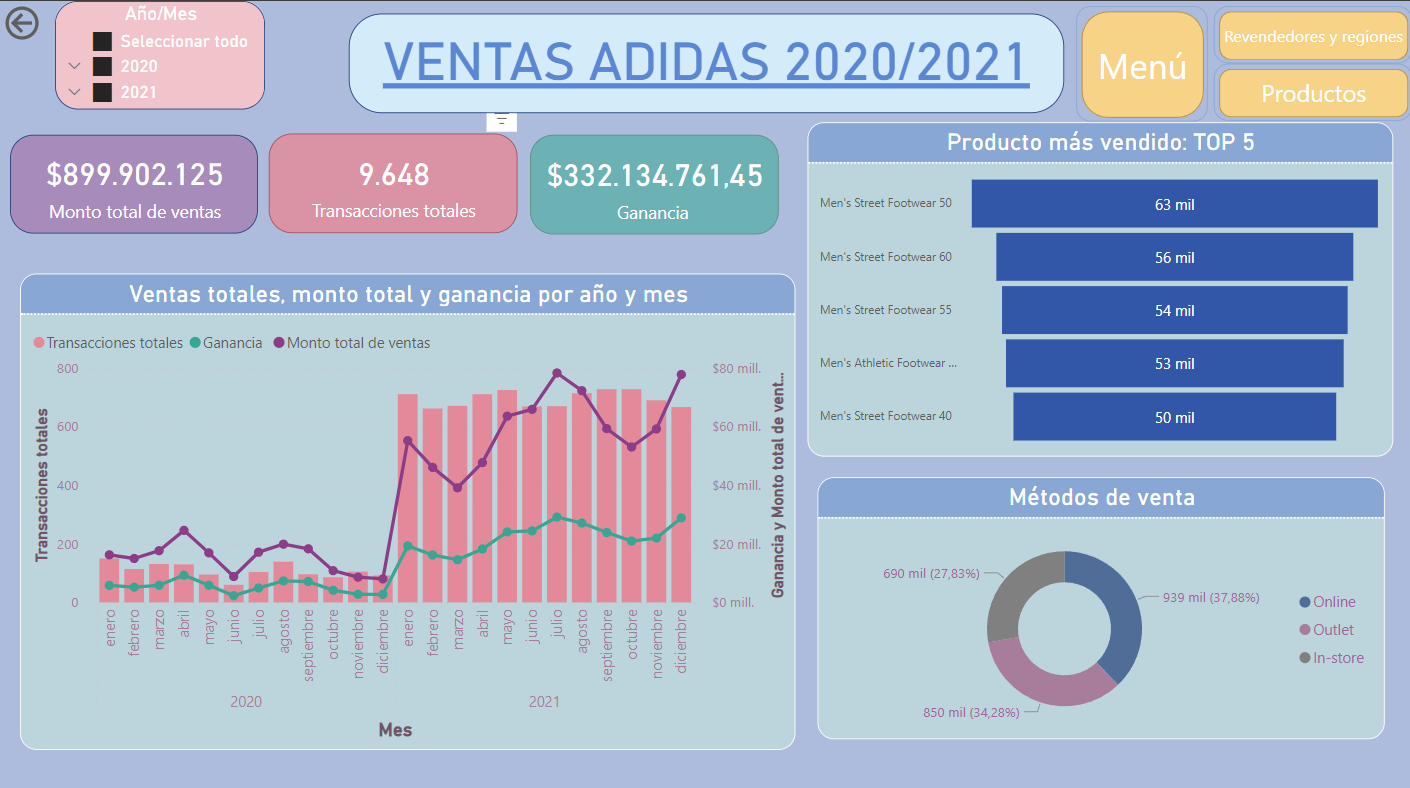 Año/Mes
Seleccionar todo
2020
2021
VENTAS ADIDAS 2020/2021
Menú
Revendedores y regiones
Productos
$899.902.125
Monto total de ventas
9.648
Transacciones totales
$332.134.761,45
Ganancia
Producto más vendido: TOP 5
Men's Street Footwear 50
63 mil
Men's Street Footwear 60
56 mil
Men's Street Footwear 55
54 mil
Men's Athletic Footwear ...
53 mil
Men's Street Footwear 40
50 mil
Ventas totales, monto total y ganancia por año y mes
Transacciones totales Ganancia Monto total de ventas
Transacciones totales
800
600
400
200
0
$80 mill.
$60 mill.
$40 mill.
$20 mill.
$0 mill.
Ganancia y Monto total de vent...
enero
febrero
marzo
abril
mayo
junio
julio
agosto
septiembre
octubre
noviembre
diciembre
enero
febrero
marzo
abril
mayo
junio
julio
agosto
septiembre
octubre
noviembre
diciembre
2020
2021
Mes
Métodos de venta
690 mil (27,83%)
939 mil (37,88%)
850 mil (34,28%)
Online
Outlet
In-store